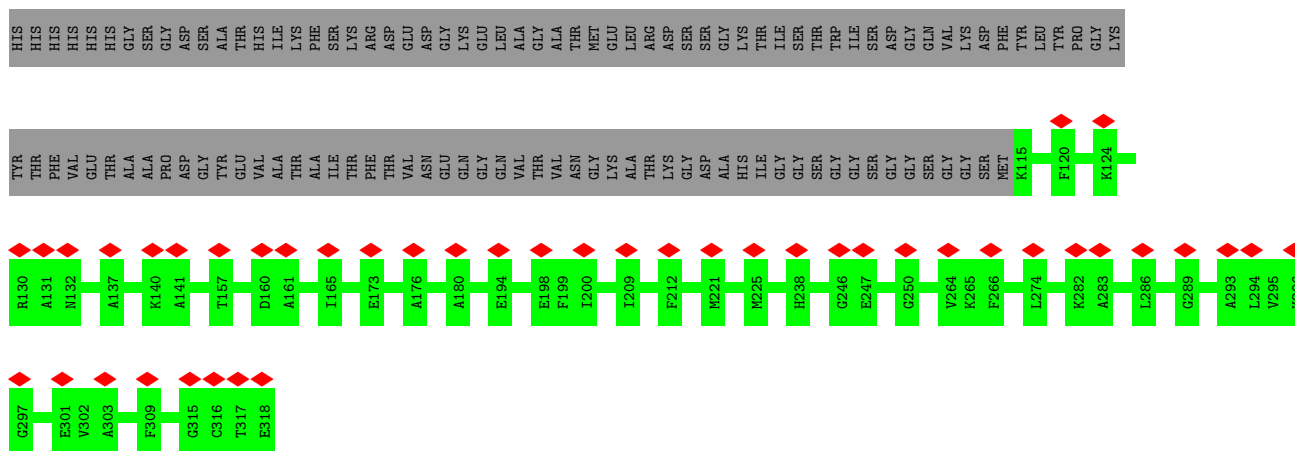 HIS HIS HIS HIS HIS HIS GLY SER GLY ASP SER ALA THR HIS ILE LYS PHE SER LYS ARG ASP GLU ASP GLY LYS GLU LEU ALA GLY ALA THR MET GLU LEU ARG ASP SER SER GLY LYS THR ILE SER THR TRP ILE SER ASP GLY GLN VAL LYS ASP PHE TYR LEU TYR PRO GLY LYS
TYR THR PHE VAL GLU THR ALA ALA PRO ASP GLY TYR GLU VAL ALA THR ALA ILE THR PHE THR VAL ASN GLU GLN GLY GLN VAL THR VAL ASN GLY LYS ALA THR LYS GLY ASP ALA HIS ILE GLY GLY SER GLY GLY SER GLY GLY SER GLY GLY SER MET K115 F120 K124
R130 A131 N132 A137 K140 A141 T157 D160 A161 I165 E173 A176 A180 E194 E198 F199 I200 I209 F212 M221 M225 H238 G246 E247 G250 V264 K265 F266 L274 K282 A283 L286 G289 A293 L294 V295
G297 E301 V302 A303 F309 G315 C316 T317 E318